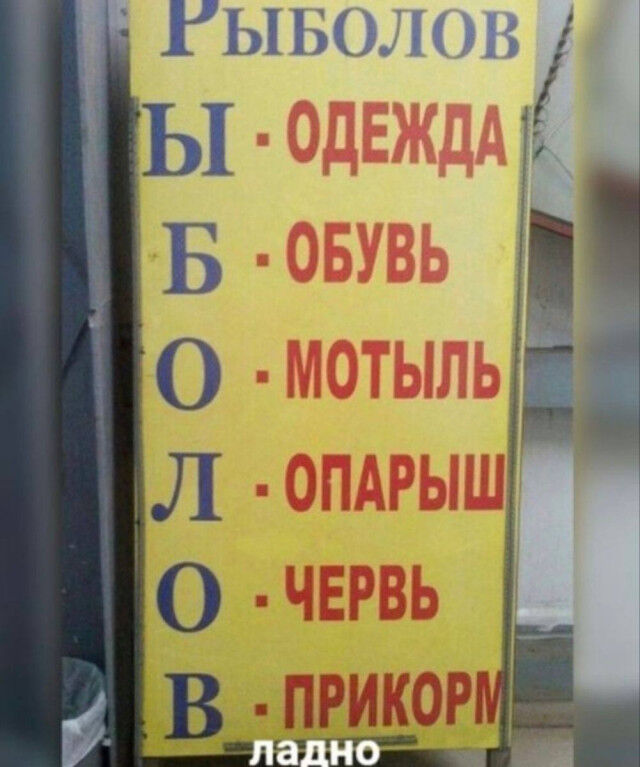 РЫБОЛОВ
Ы - ОДЕЖДА
Б - ОБУВЬ
О - МОТЫЛЬ
Л - ОПАРЫШ
О - ЧЕРВЬ
В - ПРИКОРМ
ладно